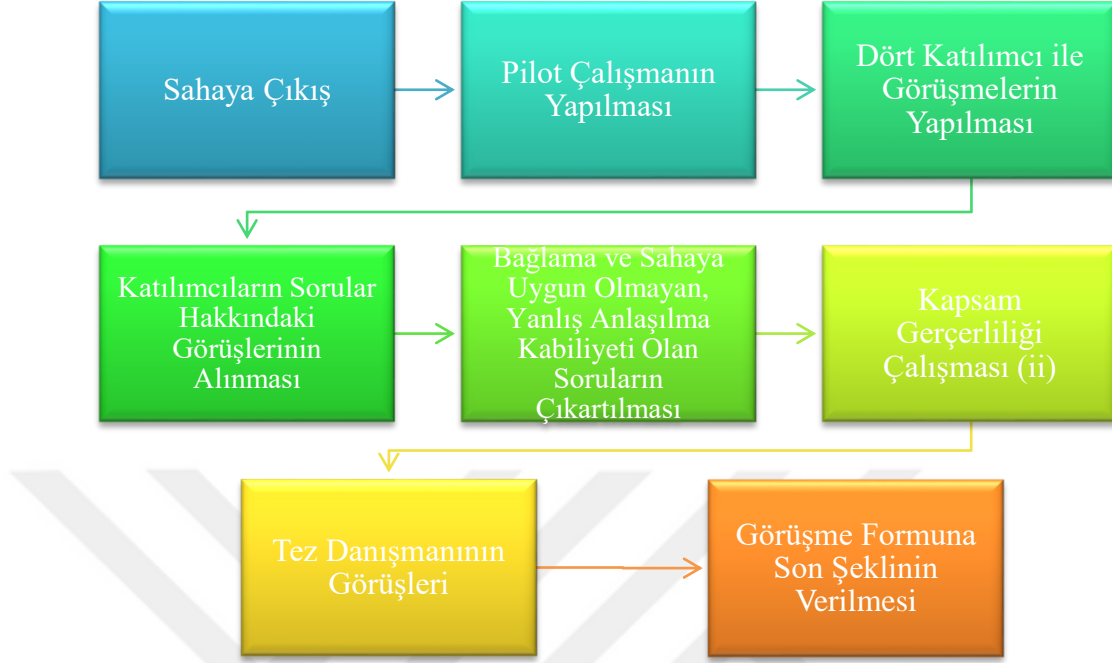 Sahaya Çıkış
Pilot Çalışmanın
Yapılması
Dört Katılımcı ile
Görüşmelerin
Yapılması
Katılımcıların Sorular
Hakkındaki
Görüşlerinin
Alınması
Bağlama ve Sahaya
Uygun Olmayan,
Yanlış Anlaşılma
Kabiliyeti Olan
Soruların
Çıkartılması
Kapsam
Gerçerliliği
Çalışması (ii)
Tez Danışmanının
Görüşleri
Görüşme Formuna
Son Şeklinin
Verilmesi